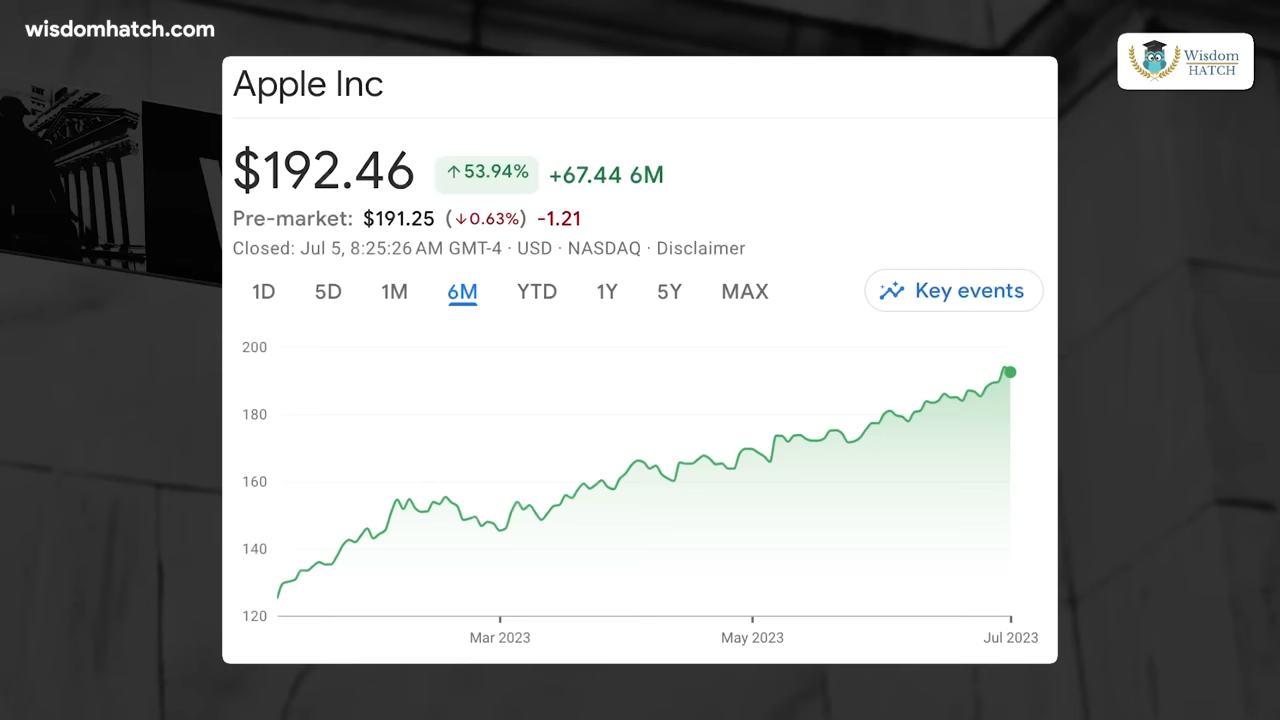 wisdomhatch.com
Wisdom
HATCH
Apple Inc
$192.46 ↑53.94% +67.44 6M
Pre-market: $191.25 (↓0.63%) -1.21
Closed: Jul 5, 8:25:26 AM GMT-4 · USD · NASDAQ · Disclaimer
1D 5D 1M 6M YTD 1Y 5Y MAX Key events
200
180
160
140
120
Mar 2023 May 2023 Jul 2023